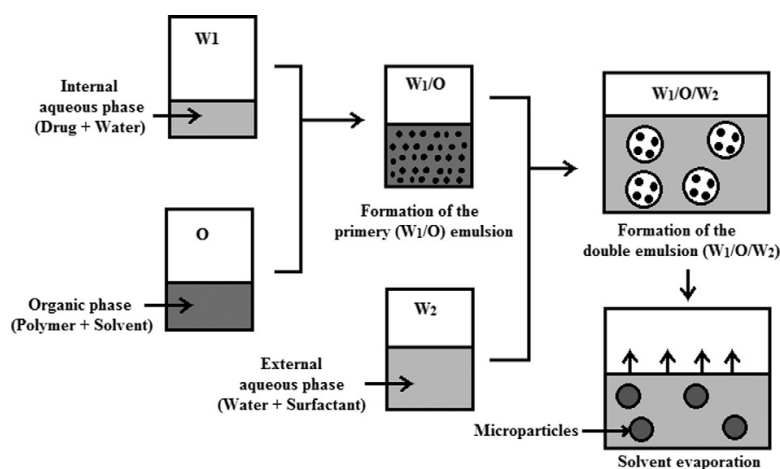 W1
Internal
aqueous phase
(Drug + Water)
O
Organic phase
(Polymer + Solvent)
W1/O
Formation of the
primery (W1/O) emulsion
W2
External
aqueous phase
(Water + Surfactant)
W1/O/W2
Formation of the
double emulsion (W1/O/W2)
Microparticles
Solvent evaporation